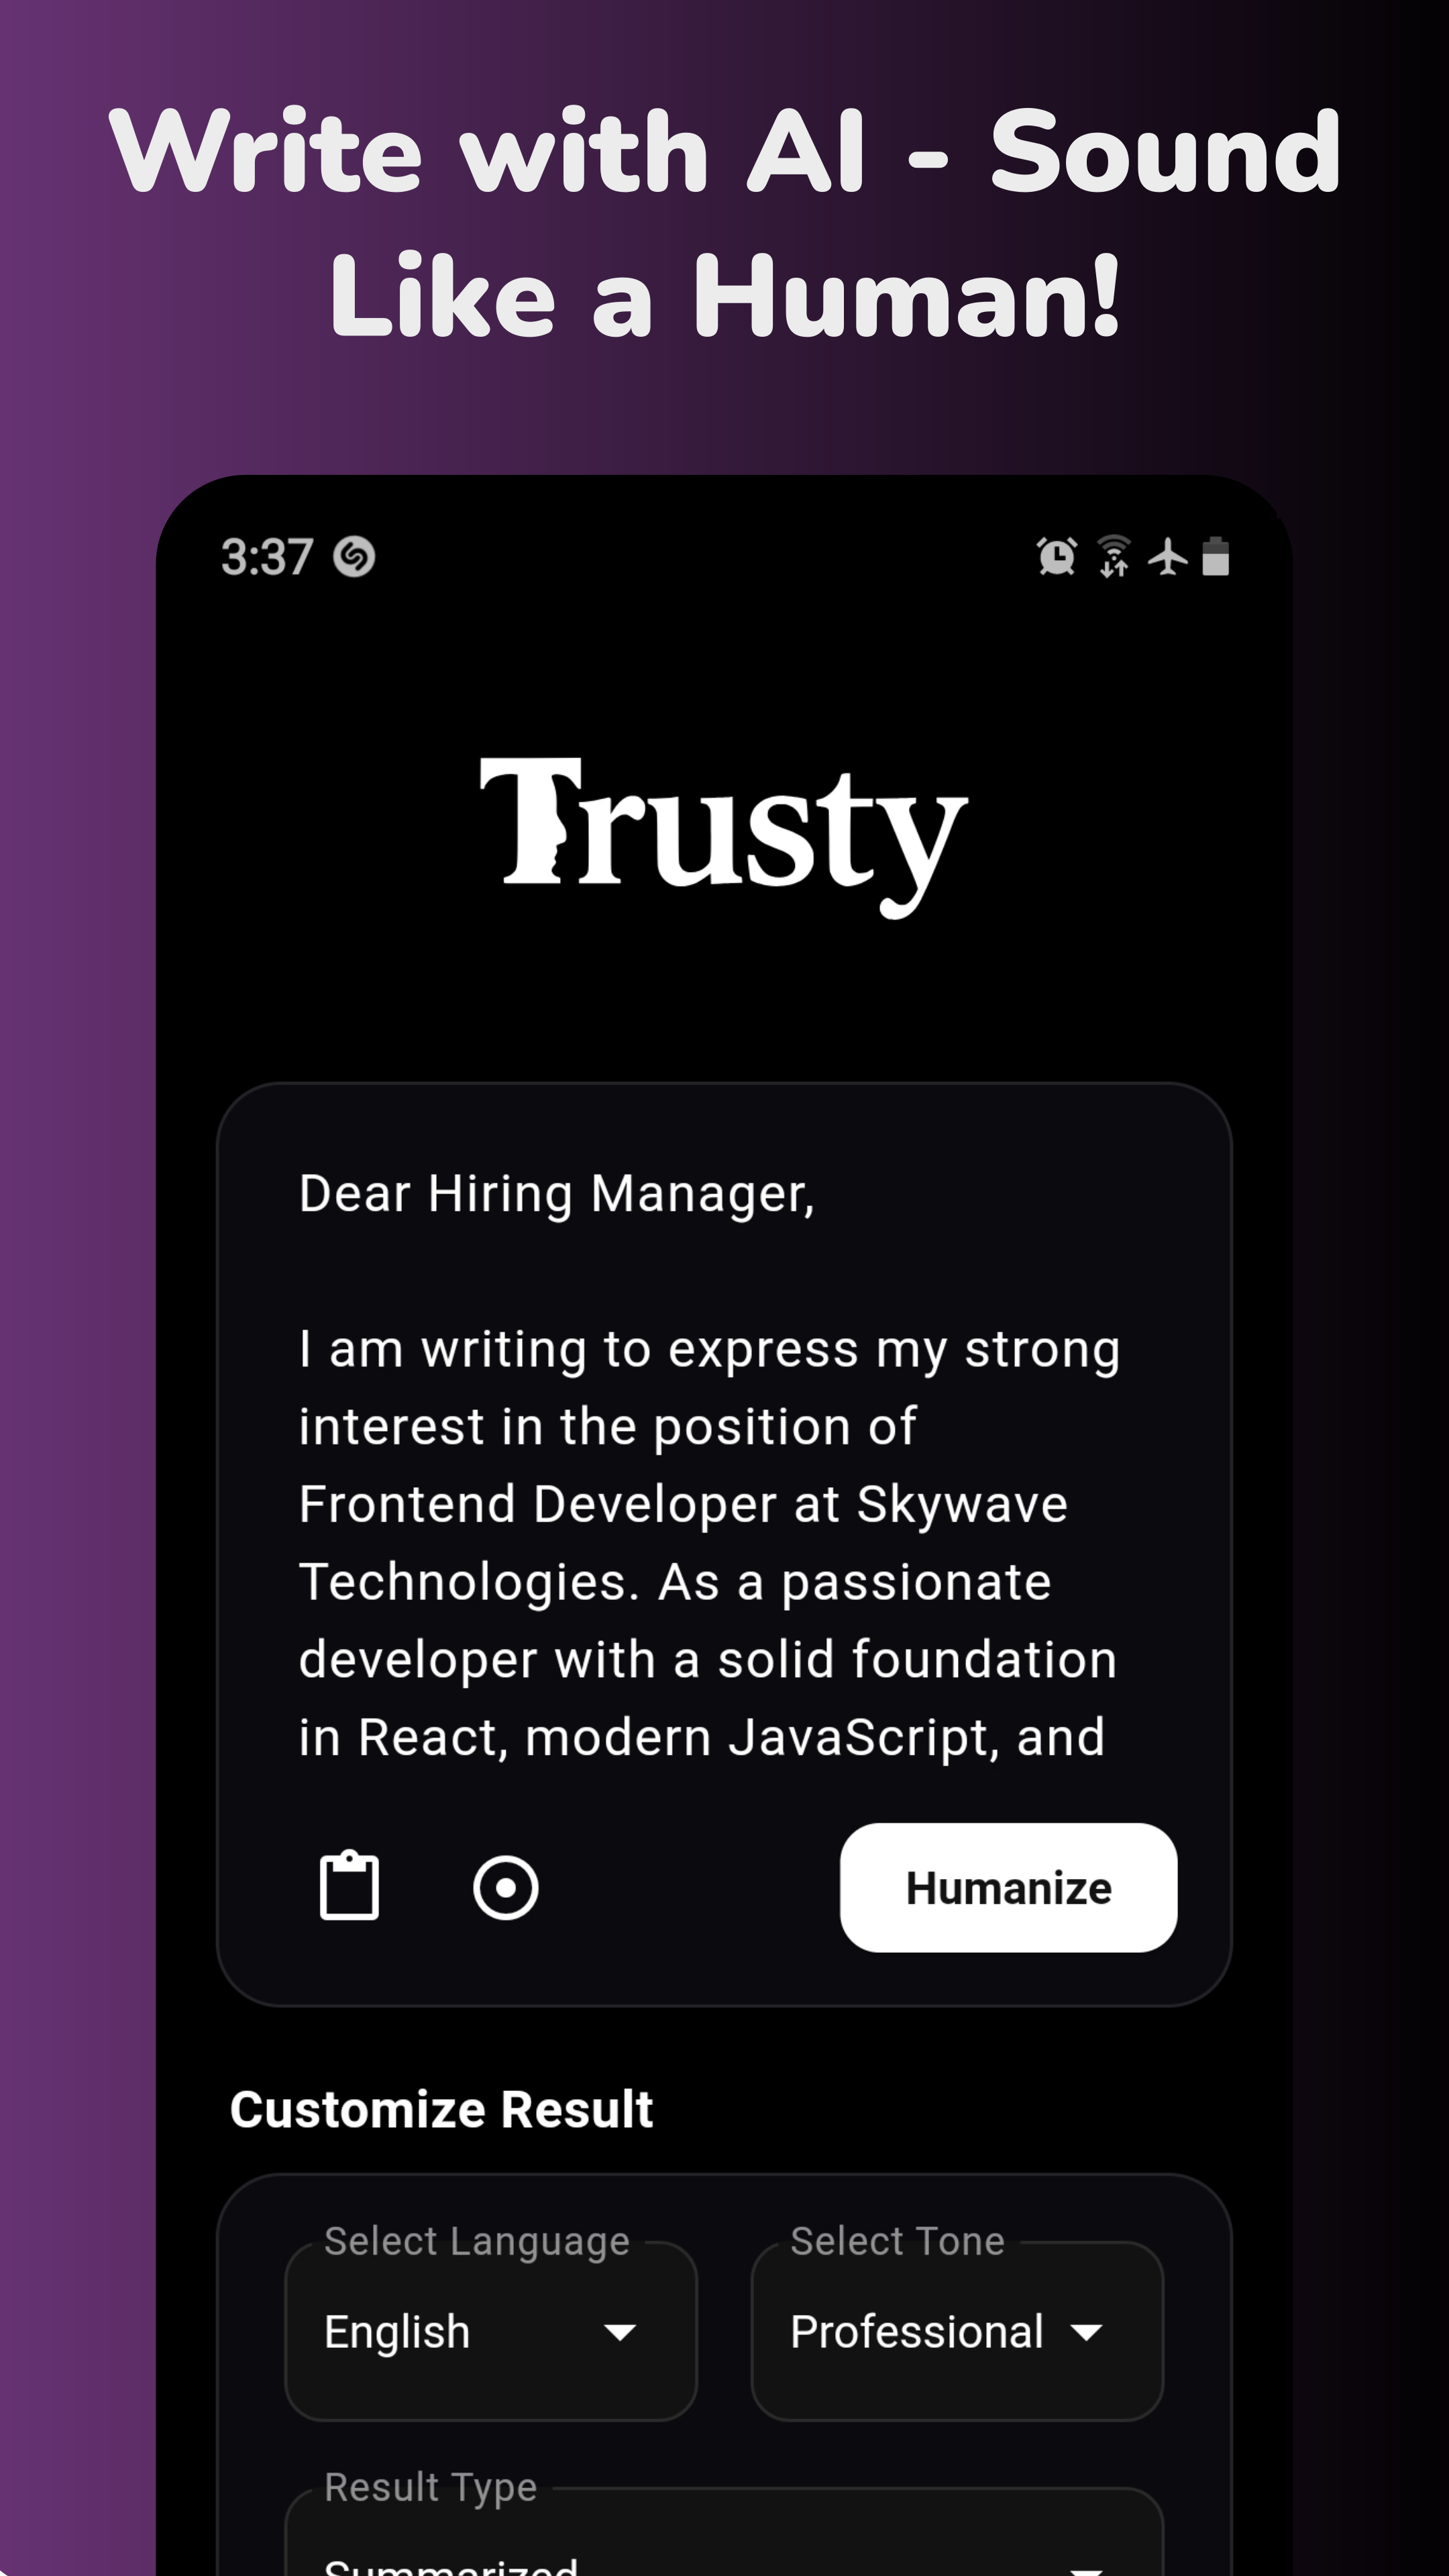 Write with AI - Sound
Like a Human!
3:37
Trusty
Dear Hiring Manager,
I am writing to express my strong
interest in the position of
Frontend Developer at Skywave
Technologies. As a passionate
developer with a solid foundation
in React, modern JavaScript, and
Humanize
Customize Result
Select Language
Select Tone
English
Professional
Result Type
Summarized